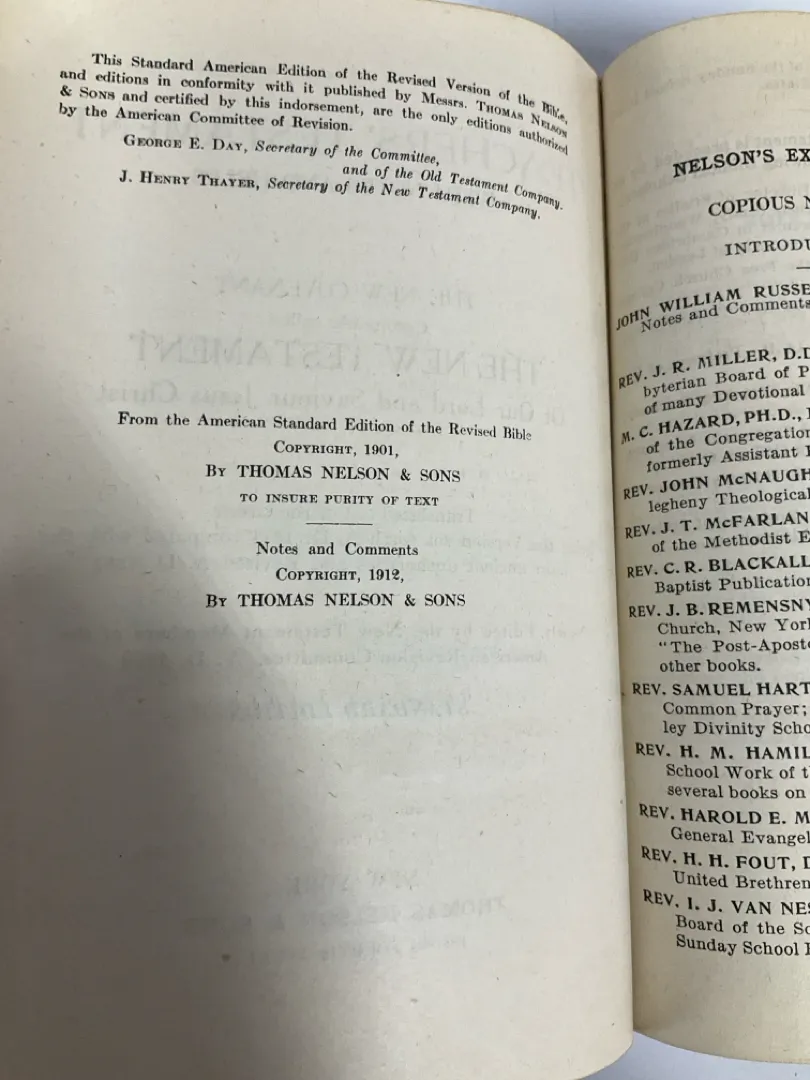 This Standard American Edition of the Revised Version of the Bible,
and editions in conformity with it published by Messrs. THOMAS NELSON
& SONS and certified by this indorsement, are the only editions authorized
by the American Committee of Revision.
GEORGE E. DAY, Secretary of the Committee,
and of the Old Testament Company.
J. HENRY THAYER, Secretary of the New Testament Company,
From the American Standard Edition of the Revised Bible
COPYRIGHT, 1901,
BY THOMAS NELSON & SONS
TO INSURE PURITY OF TEXT
Notes and Comments
COPYRIGHT, 1912,
BY THOMAS NELSON & SONS
NELSON'S EX
COPIOUS N
INTRODU
JOHN WILLIAM RUSSE
Notes and Comments
REV. J. R. MILLER, D.D
byterian Board of P
of many Devotional
M. C. HAZARD, PH.D.,
of the Congregation
formerly Assistant
REV. JOHN McNAUGH
legheny Theological
REV. J. T. McFARLAN
of the Methodist E
REV. C. R. BLACKALL
Baptist Publication
REV. J. B. REMENSNY
Church, New York
"The Post-Aposto
other books.
REV. SAMUEL HART
Common Prayer;
ley Divinity Scho
REV. H. M. HAMIL
School Work of t
several books on
REV. HAROLD E. M
General Evangel
REV. H. H. FOUT, D
United Brethren
REV. I. J. VAN NES
Board of the So
Sunday School